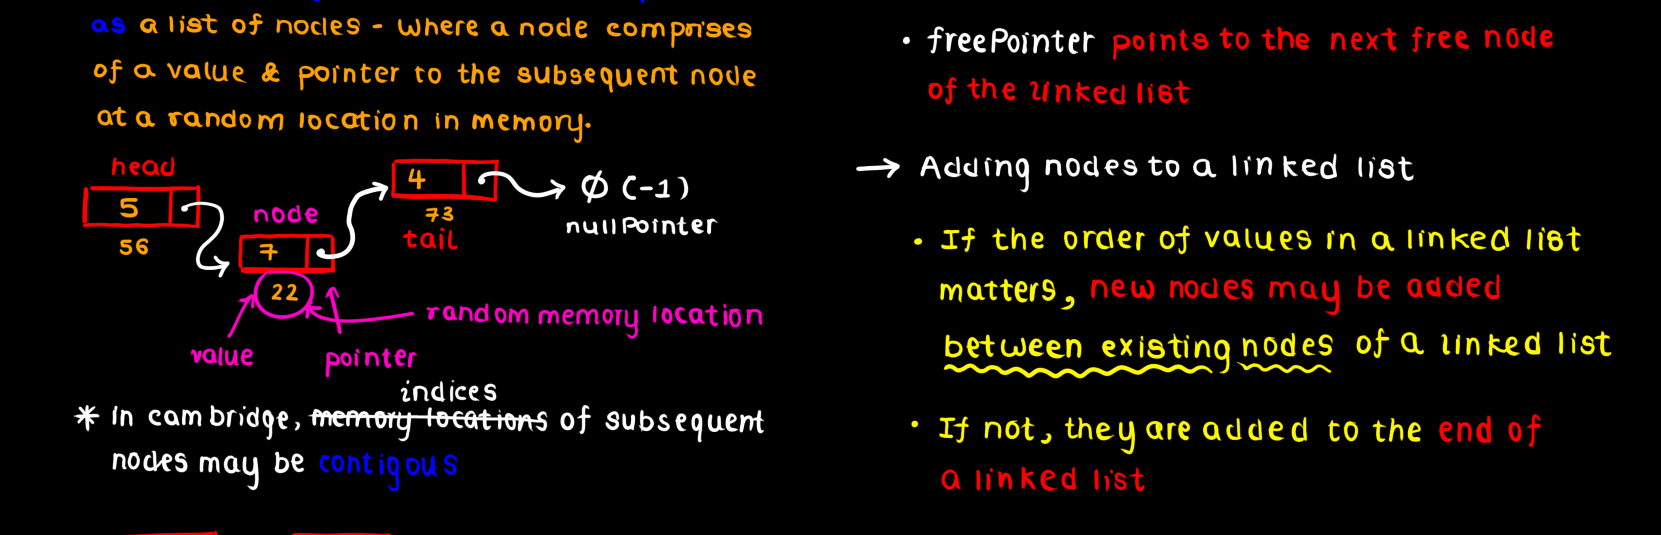 as a list of nodes - where a node comprises
of a value & pointer to the subsequent node
at a random location in memory.
head
5
56
node
7
22
4
73
tail
∅ (-1)
nullPointer
random memory location
value
pointer
indices
* In cambridge, memory locations of subsequent
nodes may be contigous
• freePointer points to the next free node
of the linked list
→ Adding nodes to a linked list
• If the order of values in a linked list
matters, new nodes may be added
between existing nodes of a linked list
• If not, they are added to the end of
a linked list